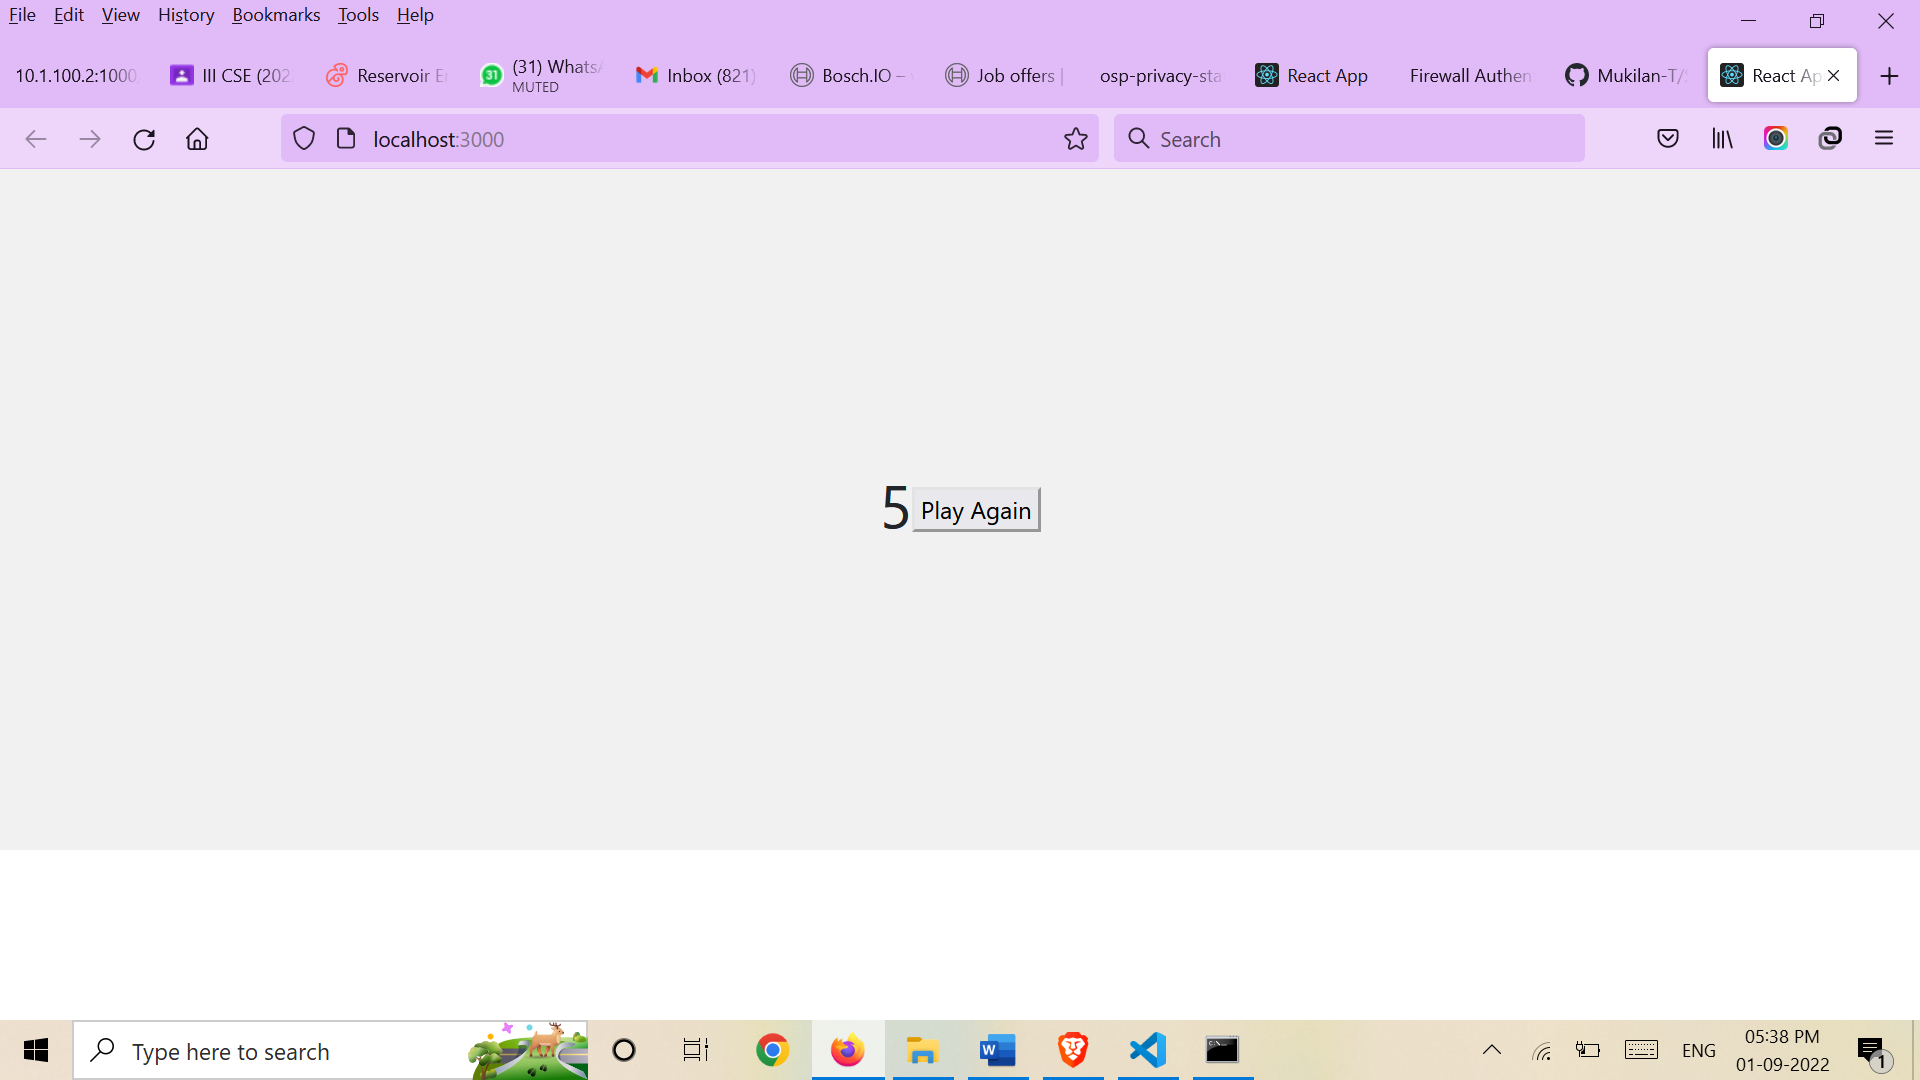 File Edit View History Bookmarks Tools Help
10.1.100.2:1000 III CSE (202 Reservoir E (31) WhatsA Inbox (821) Bosch.IO – Job offers | osp-privacy-sta React App Firewall Authen Mukilan-T/ React Ap
MUTED
localhost:3000 Search
5 Play Again
Type here to search ENG 05:38 PM
01-09-2022 1